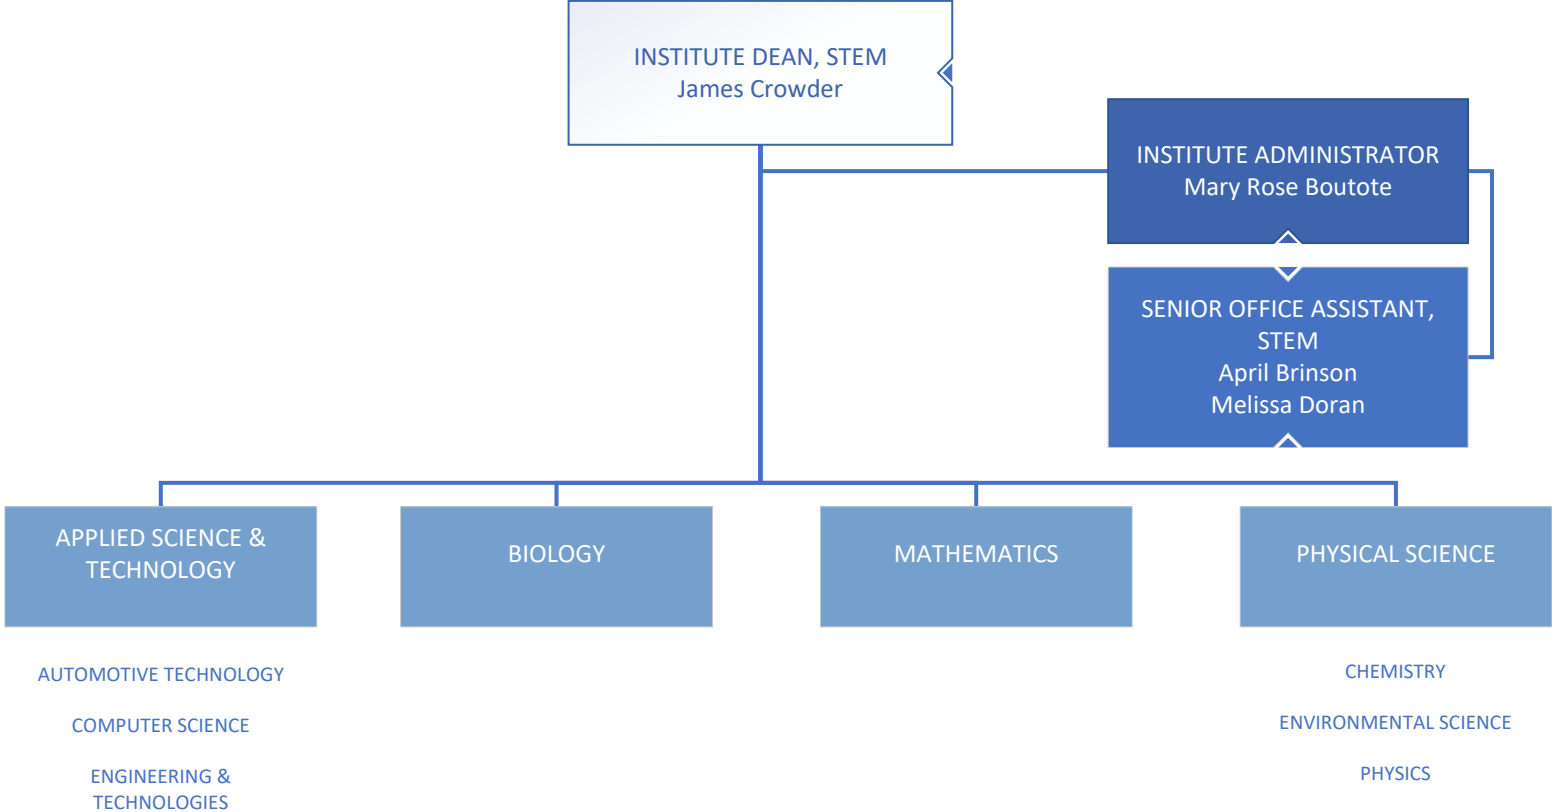 INSTITUTE DEAN, STEM
James Crowder
INSTITUTE ADMINISTRATOR
Mary Rose Boutote
SENIOR OFFICE ASSISTANT,
STEM
April Brinson
Melissa Doran
APPLIED SCIENCE &
TECHNOLOGY
BIOLOGY
MATHEMATICS
PHYSICAL SCIENCE
AUTOMOTIVE TECHNOLOGY
COMPUTER SCIENCE
ENGINEERING &
TECHNOLOGIES
CHEMISTRY
ENVIRONMENTAL SCIENCE
PHYSICS